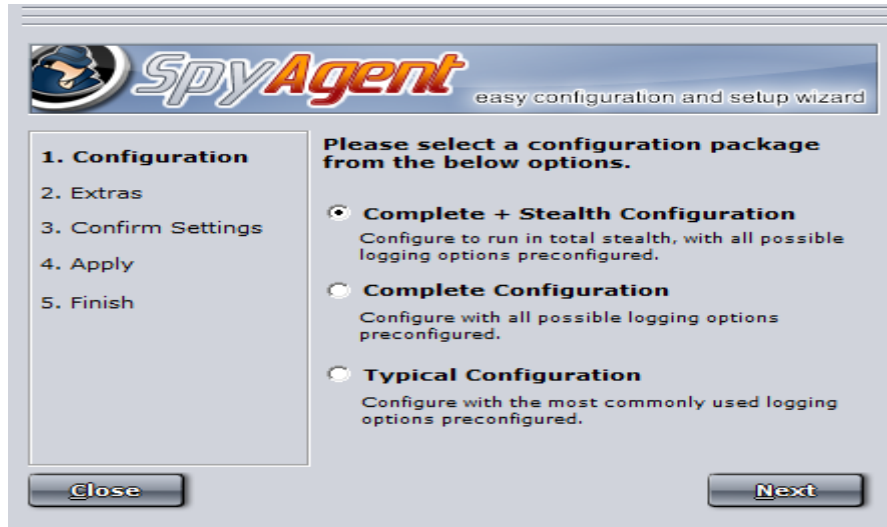 SpyAgent
easy configuration and setup wizard
1. Configuration
2. Extras
3. Confirm Settings
4. Apply
5. Finish
Please select a configuration package
from the below options.
Complete + Stealth Configuration
Configure to run in total stealth, with all possible
logging options preconfigured.
Complete Configuration
Configure with all possible logging options
preconfigured.
Typical Configuration
Configure with the most commonly used logging
options preconfigured.
Close
Next